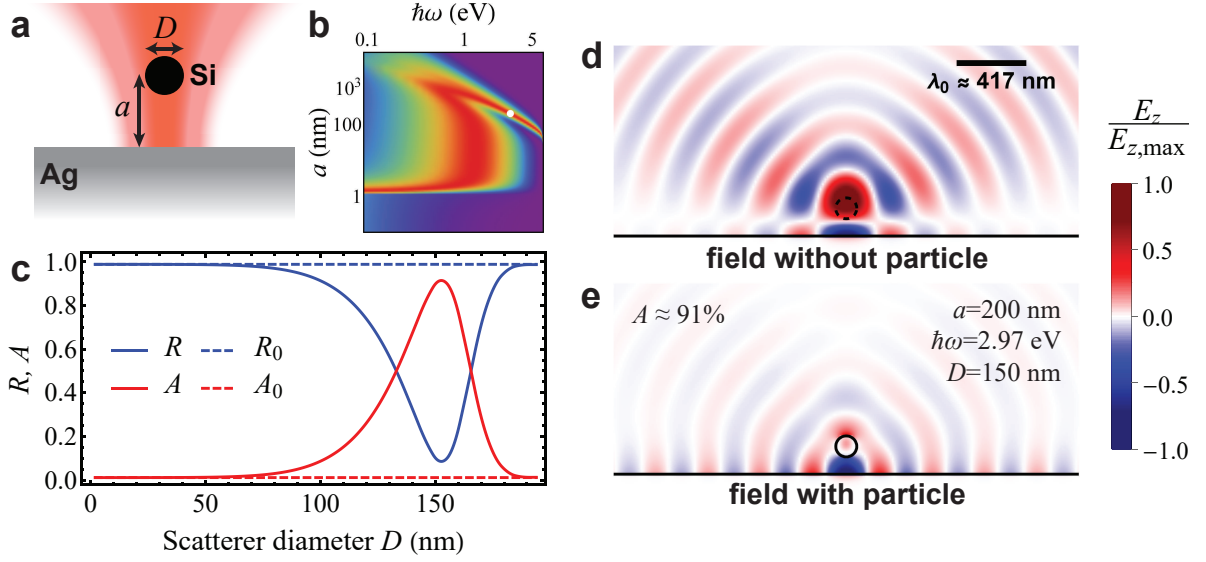 a
D
Si
a
Ag
b
ħω (eV)
0.1 1 5
10³
100
1
a (nm)
c
1.0
0.8
0.6
0.4
0.2
0.0
R, A
R R₀
A A₀
0 50 100 150
Scatterer diameter D (nm)
d
λ₀ ≈ 417 nm
field without particle
e
A ≈ 91%
a=200 nm
ħω=2.97 eV
D=150 nm
field with particle
E_z
E_z,max
1.0
0.5
0.0
−0.5
−1.0